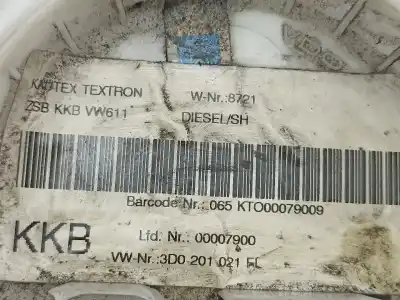 KAUTEX TEXTRON W-Nr.:8721
ZSB KKB VW611 DIESEL/SH
Barcode Nr.: 065 KTO00079009
KKB Lfd. Nr.: 00007900
VW-Nr.:3D0 201 021